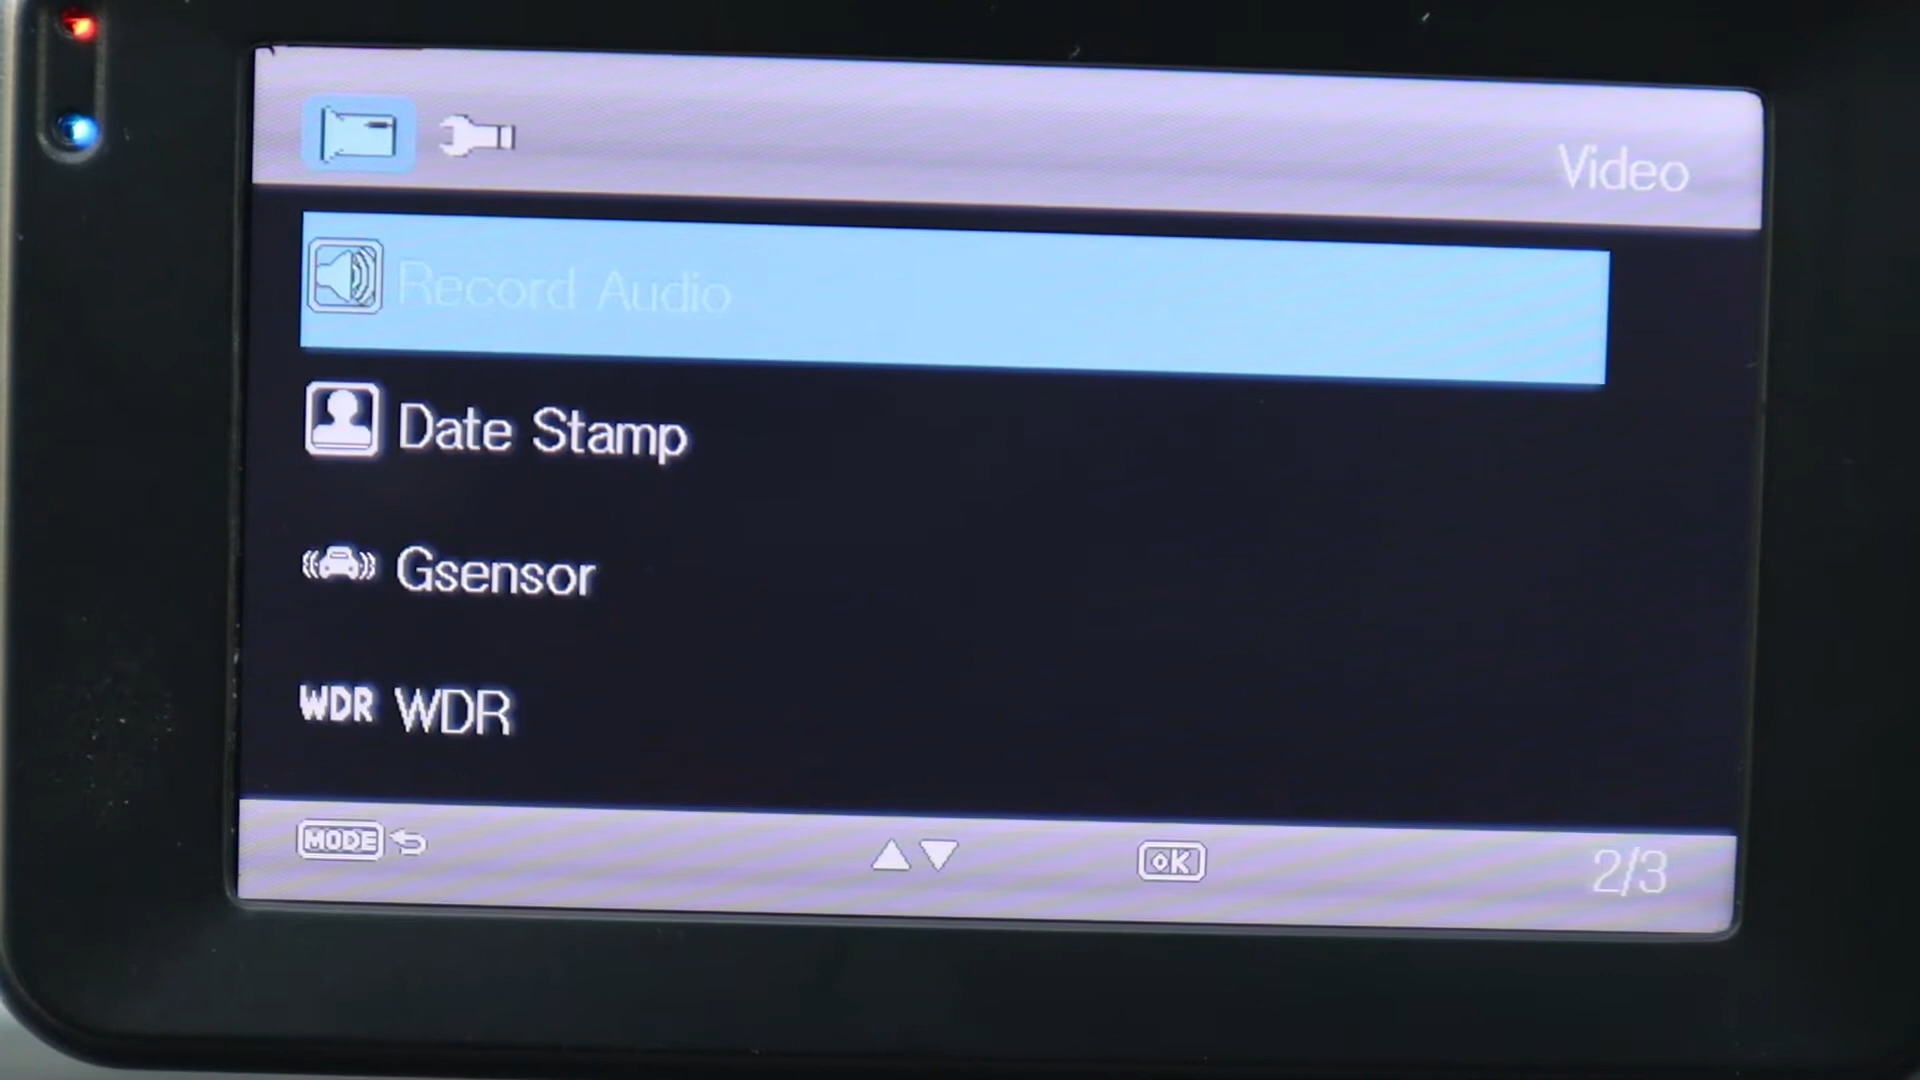 Video
Record Audio
Date Stamp
Gsensor
WDR WDR
MODE
OK
2/3